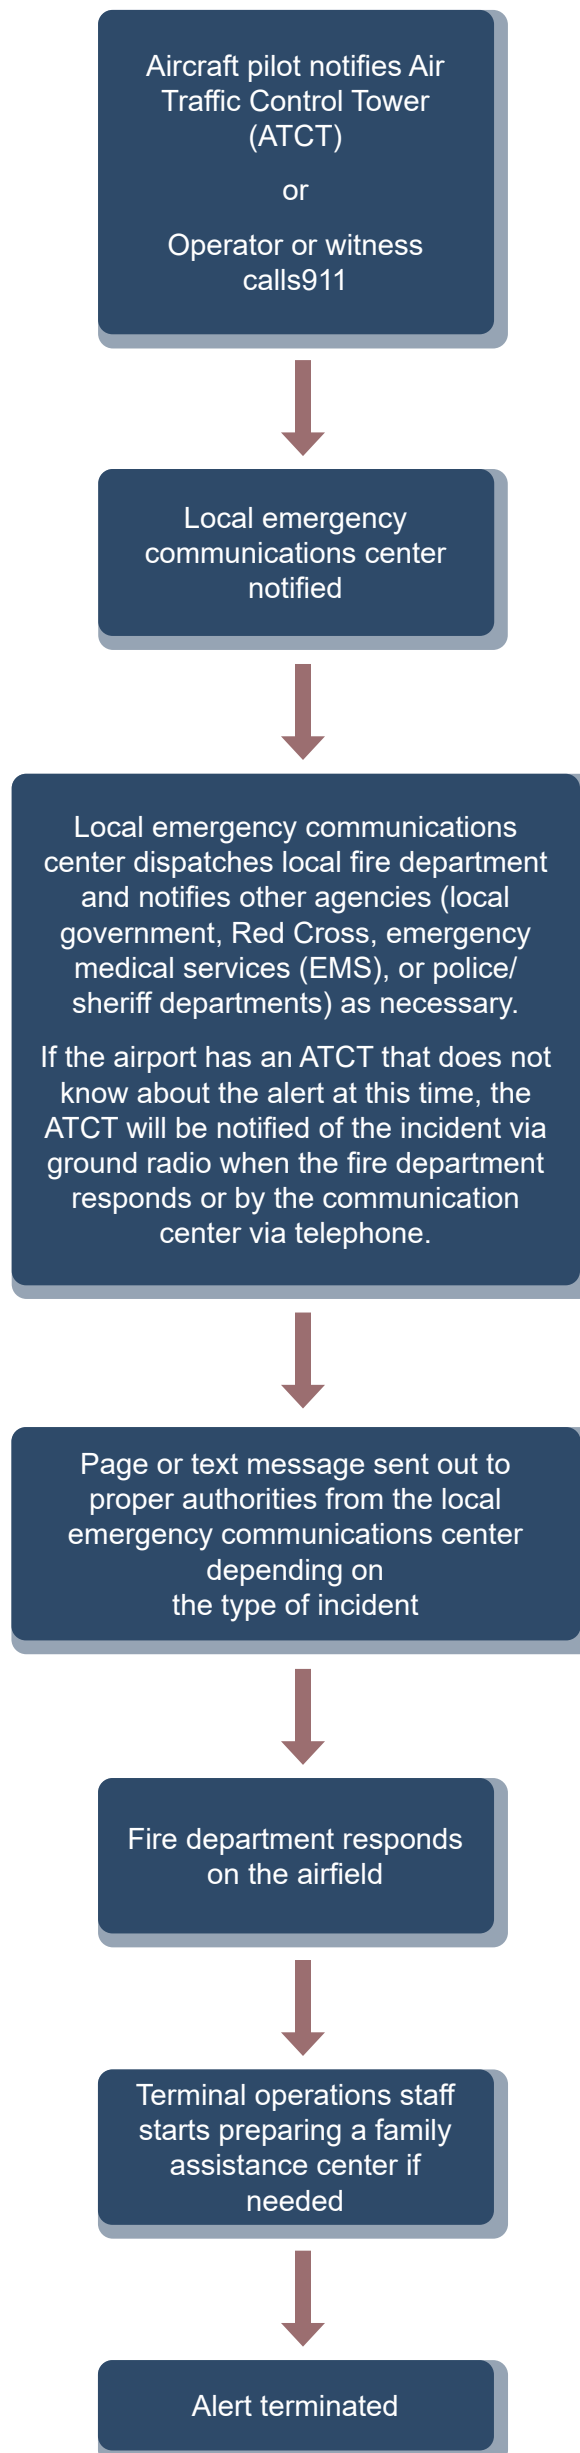 Aircraft pilot notifies Air
Traffic Control Tower
(ATCT)
or
Operator or witness
calls911
Local emergency
communications center
notified
Local emergency communications
center dispatches local fire department
and notifies other agencies (local
government, Red Cross, emergency
medical services (EMS), or police/
sheriff departments) as necessary.
If the airport has an ATCT that does not
know about the alert at this time, the
ATCT will be notified of the incident via
ground radio when the fire department
responds or by the communication
center via telephone.
Page or text message sent out to
proper authorities from the local
emergency communications center
depending on
the type of incident
Fire department responds
on the airfield
Terminal operations staff
starts preparing a family
assistance center if
needed
Alert terminated